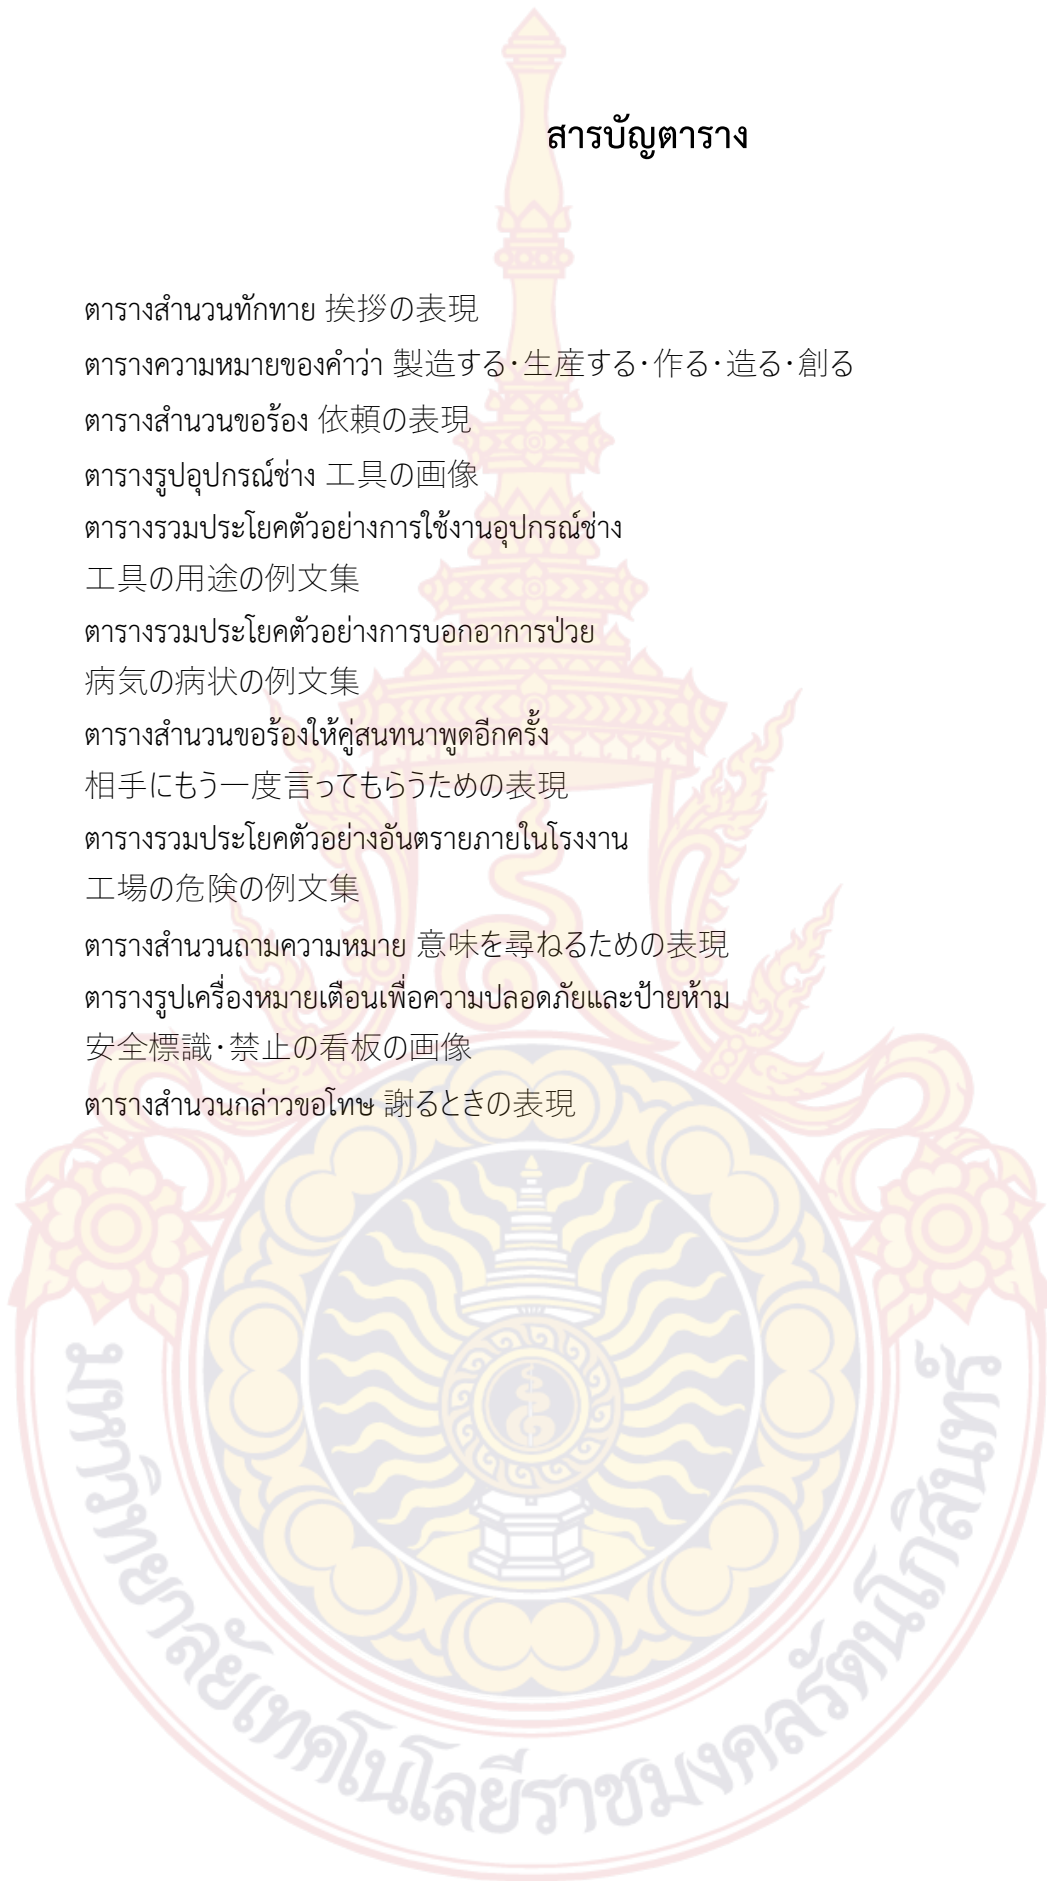 สารบัญตาราง
ตารางสำนวนทักทาย 挨拶の表現
ตารางความหมายของคำว่า 製造する・生産する・作る・造る・創る
ตารางสำนวนขอร้อง 依頼の表現
ตารางรูปอุปกรณ์ช่าง 工具の画像
ตารางรวมประโยคตัวอย่างการใช้งานอุปกรณ์ช่าง
工具の用途の例文集
ตารางรวมประโยคตัวอย่างการบอกอาการป่วย
病気の病状の例文集
ตารางสำนวนขอร้องให้คู่สนทนาพูดอีกครั้ง
相手にもう一度言ってもらうための表現
ตารางรวมประโยคตัวอย่างอันตรายภายในโรงงาน
工場の危険の例文集
ตารางสำนวนถามความหมาย 意味を尋ねるための表現
ตารางรูปเครื่องหมายเตือนเพื่อความปลอดภัยและป้ายห้าม
安全標識・禁止の看板の画像
ตารางสำนวนกล่าวขอโทษ 謝るときの表現
มหาวิทยาลัยเทคโนโลยีราชมงคลรัตนโกสินทร์